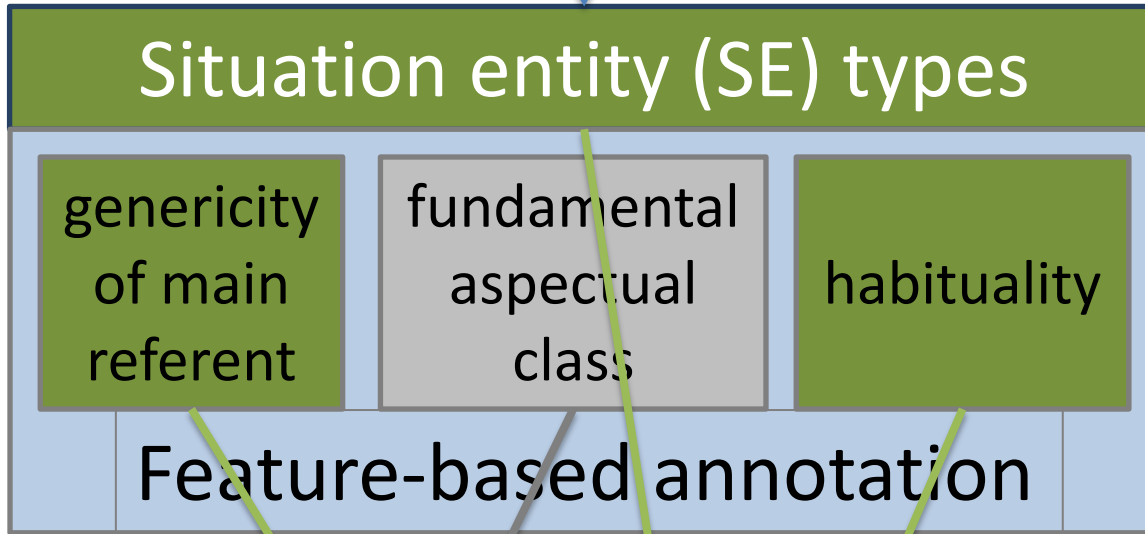 Situation entity (SE) types
genericity
of main
referent
fundamental
aspectual
class
habituality
Feature-based annotation